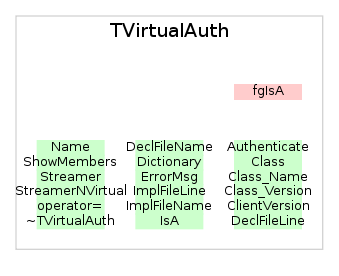 TVirtualAuth
fgIsA
Name
ShowMembers
Streamer
StreamerNVirtual
operator=
~TVirtualAuth
DeclFileName
Dictionary
ErrorMsg
ImplFileLine
ImplFileName
IsA
Authenticate
Class
Class_Name
Class_Version
ClientVersion
DeclFileLine